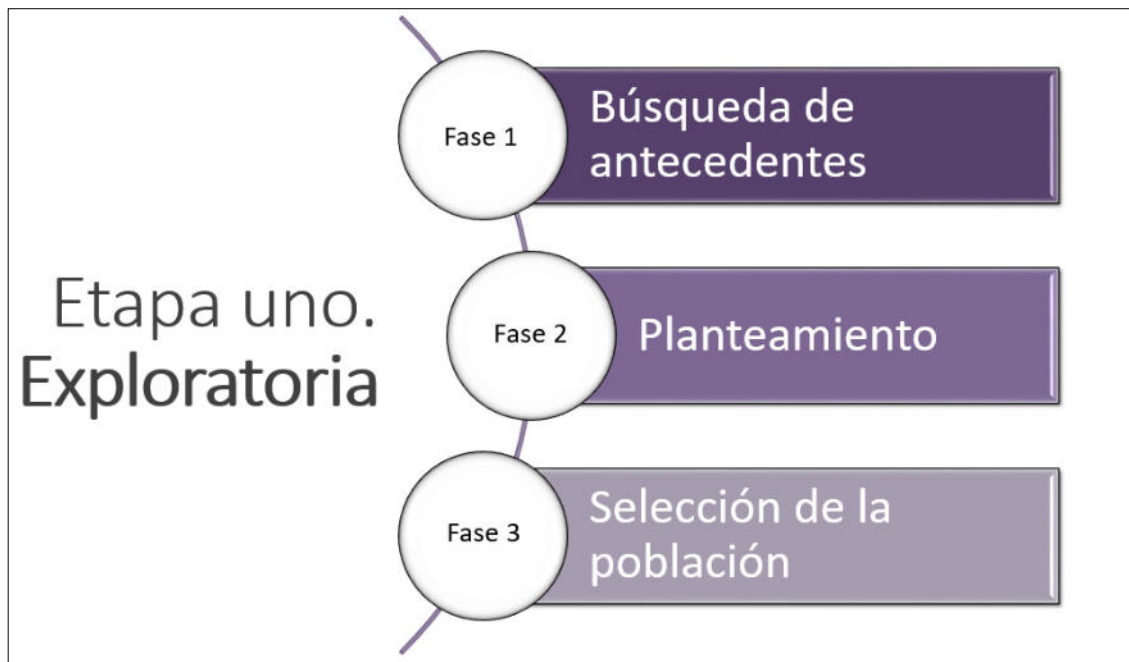 Etapa uno.
Exploratoria
Fase 1
Búsqueda de
antecedentes
Fase 2
Planteamiento
Fase 3
Selección de la
población